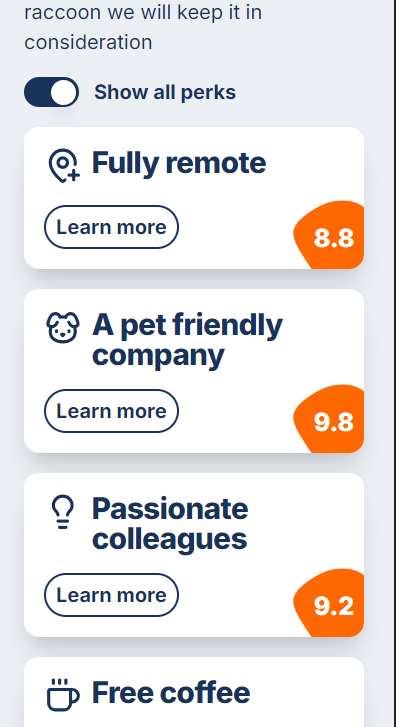 raccoon we will keep it in
consideration
Show all perks
Fully remote
Learn more
8.8
A pet friendly
company
Learn more
9.8
Passionate
colleagues
Learn more
9.2
Free coffee